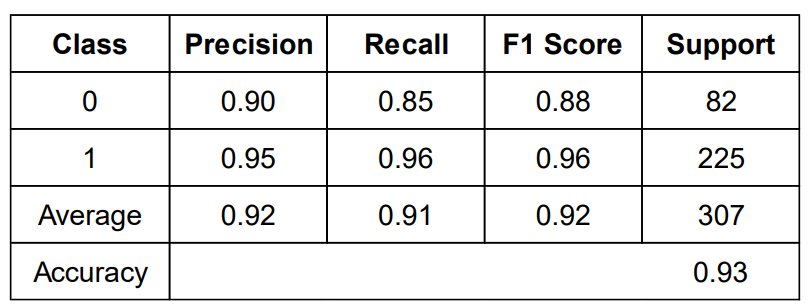 Class Precision Recall F1 Score Support
0 0.90 0.85 0.88 82
1 0.95 0.96 0.96 225
Average 0.92 0.91 0.92 307
Accuracy 0.93